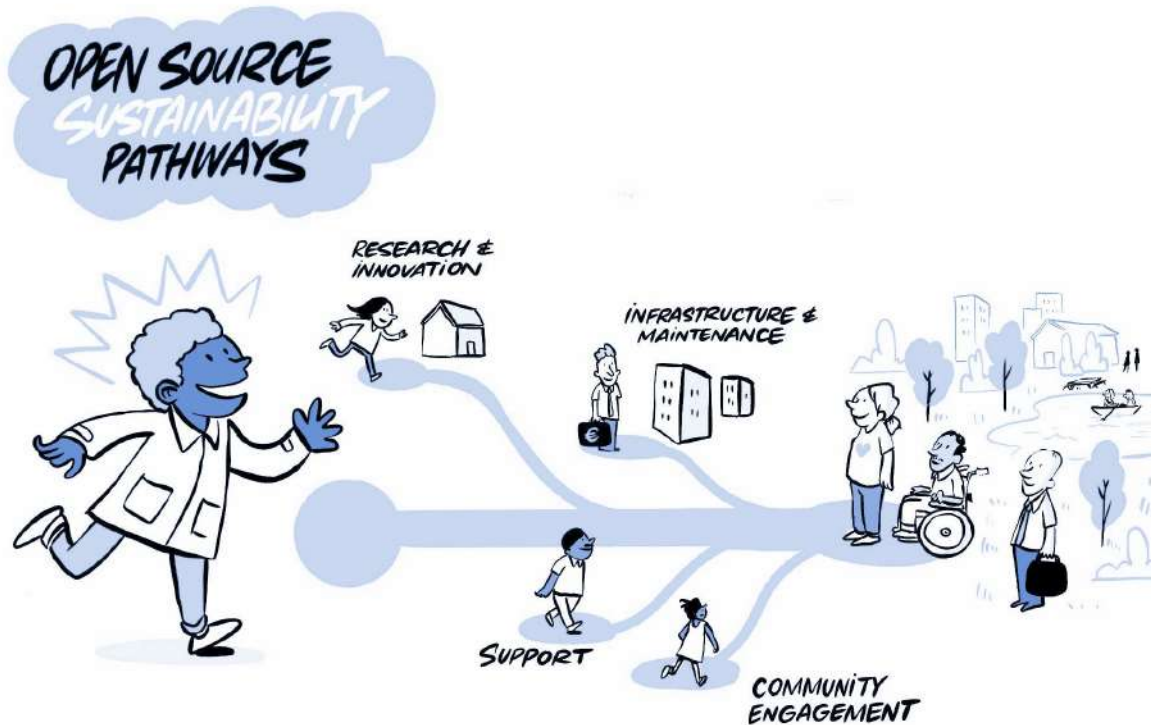 OPEN SOURCE
SUSTAINABILITY
PATHWAYS
RESEARCH &
INNOVATION
INFRASTRUCTURE &
MAINTENANCE
€
SUPPORT
COMMUNITY
ENGAGEMENT